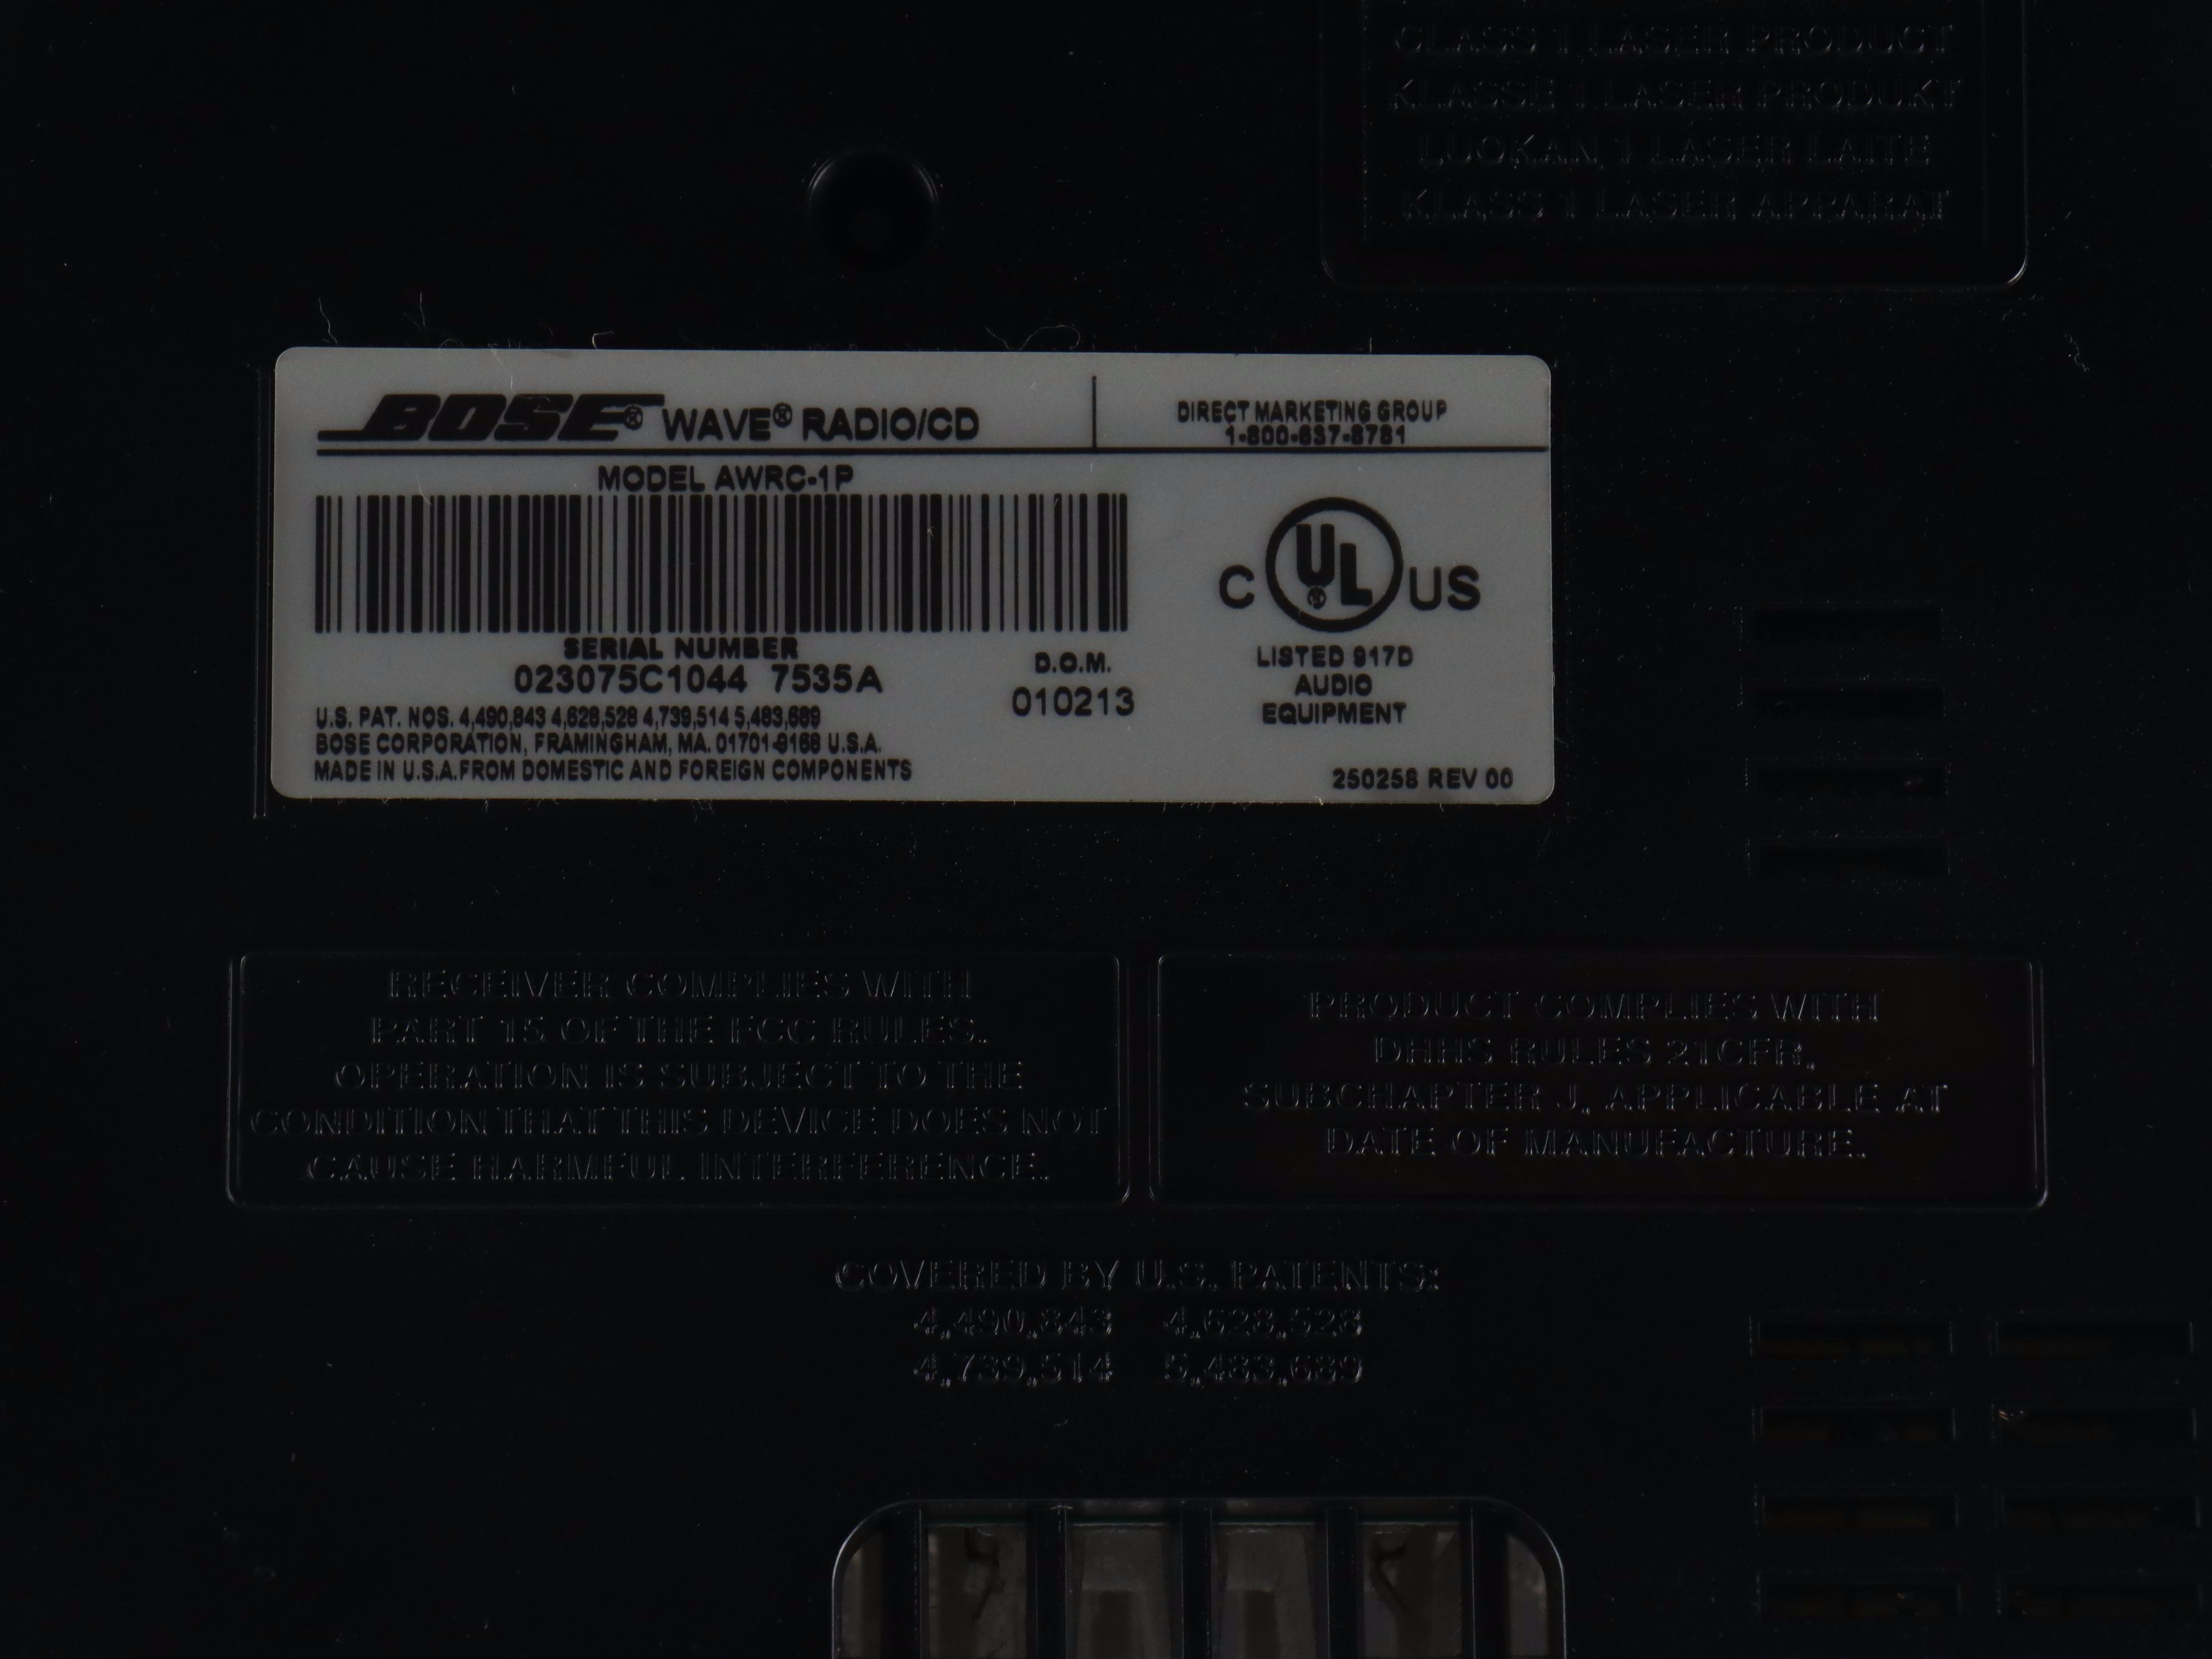 CLASS 1 LASER PRODUCT
KLASSE 1 LASER PRODUKT
LUOKAN 1 LASER LAITE
KLASS 1 LASER APPARAT
BOSE® WAVE® RADIO/CD
DIRECT MARKETING GROUP
1-800-637-8781
MODEL AWRC-1P
C UL® US
SERIAL NUMBER
023075C1044 7535A
D.O.M.
010213
LISTED 917D
AUDIO
EQUIPMENT
U.S. PAT. NOS. 4,490,843 4,628,528 4,739,514 5,483,689
BOSE CORPORATION, FRAMINGHAM, MA. 01701-9168 U.S.A.
MADE IN U.S.A.FROM DOMESTIC AND FOREIGN COMPONENTS
250258 REV 00
RECEIVER COMPLIES WITH
PART 15 OF THE FCC RULES.
OPERATION IS SUBJECT TO THE
CONDITION THAT THIS DEVICE DOES NOT
CAUSE HARMFUL INTERFERENCE.
PRODUCT COMPLIES WITH
DHHS RULES 21CFR,
SUBCHAPTER J, APPLICABLE AT
DATE OF MANUFACTURE.
COVERED BY U.S. PATENTS:
4,490,843 4,628,528
4,739,514 5,483,689